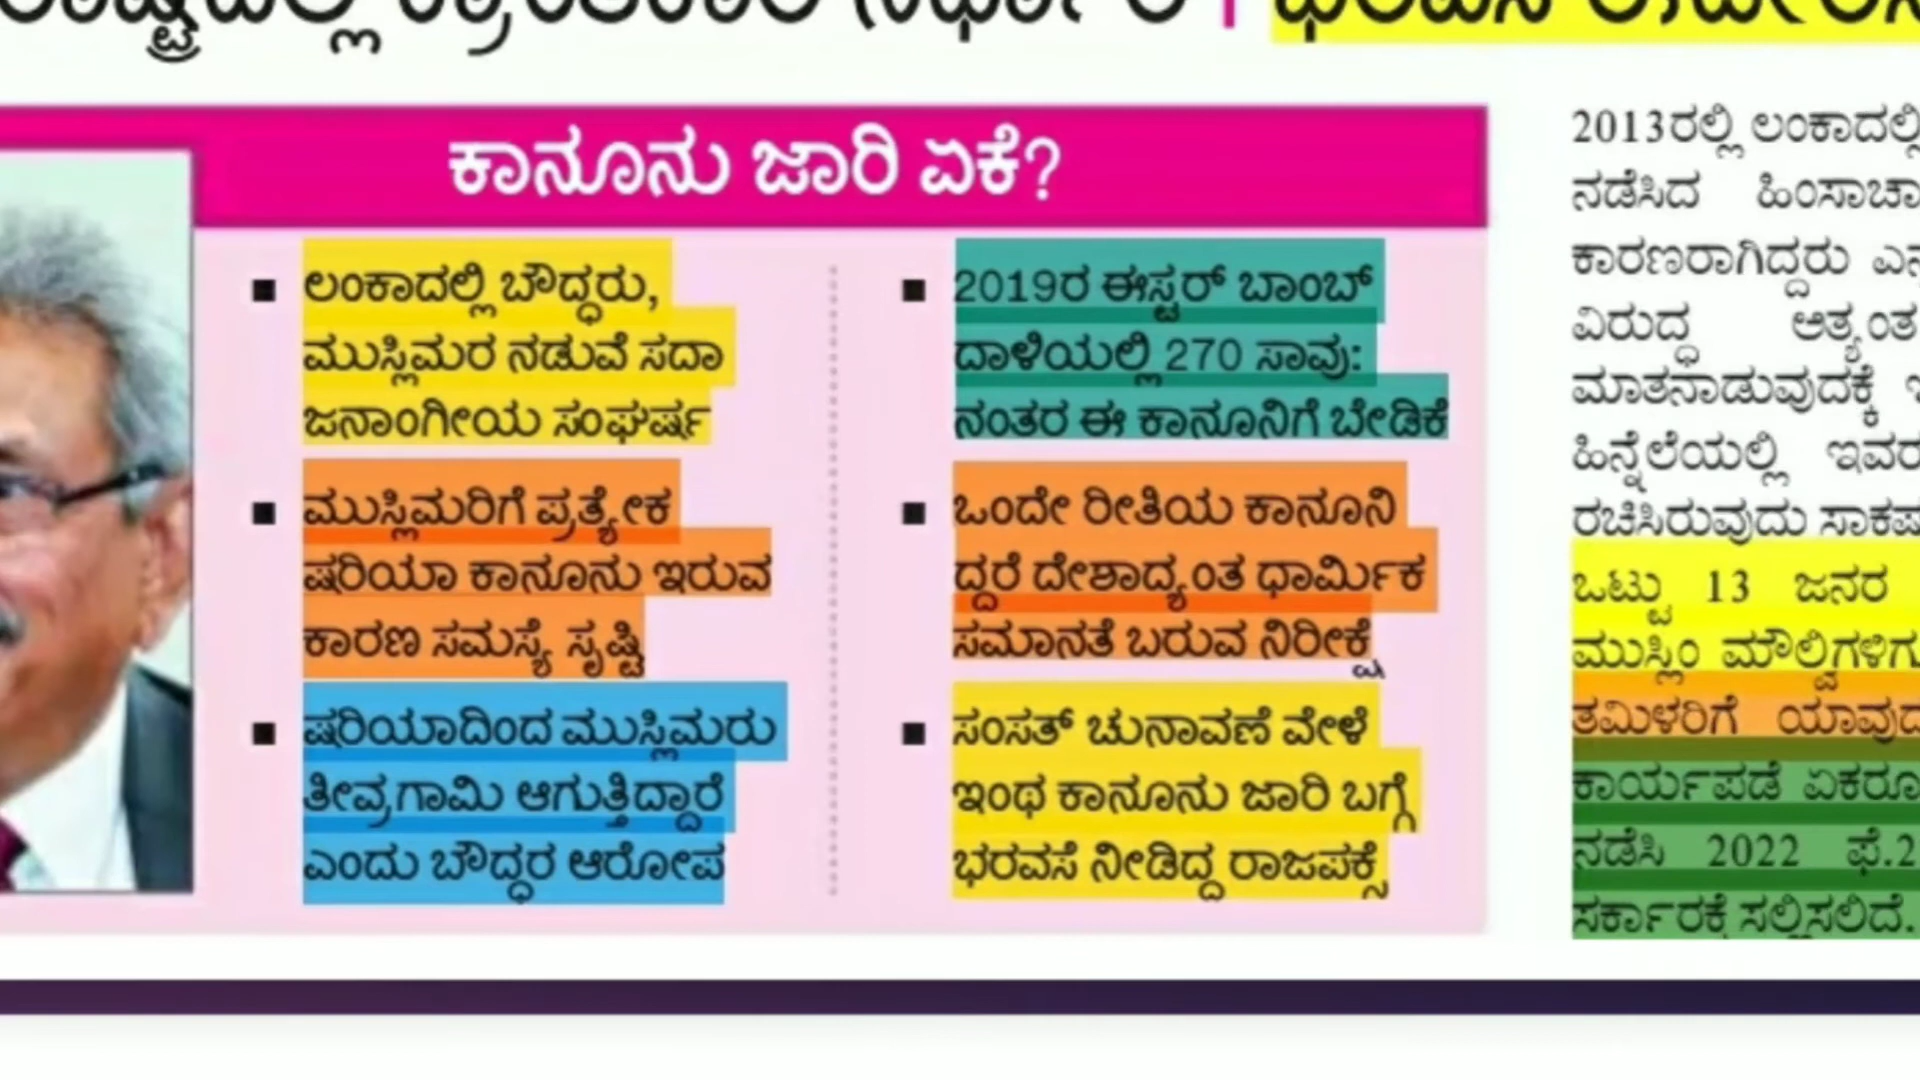 ಕಾನೂನು ಜಾರಿ ಏಕೆ?
ಲಂಕಾದಲ್ಲಿ ಬೌದ್ಧರು,
ಮುಸ್ಲಿಮರ ನಡುವೆ ಸದಾ
ಜನಾಂಗೀಯ ಸಂಘರ್ಷ
ಮುಸ್ಲಿಮರಿಗೆ ಪ್ರತ್ಯೇಕ
ಷರಿಯಾ ಕಾನೂನು ಇರುವ
ಕಾರಣ ಸಮಸ್ಯೆ ಸೃಷ್ಟಿ
ಷರಿಯಾದಿಂದ ಮುಸ್ಲಿಮರು
ತೀವ್ರಗಾಮಿ ಆಗುತ್ತಿದ್ದಾರೆ
ಎಂದು ಬೌದ್ಧರ ಆರೋಪ
2019ರ ಈಸ್ಟರ್ ಬಾಂಬ್
ದಾಳಿಯಲ್ಲಿ 270 ಸಾವು:
ನಂತರ ಈ ಕಾನೂನಿಗೆ ಬೇಡಿಕೆ
ಒಂದೇ ರೀತಿಯ ಕಾನೂನಿ
ದ್ದರೆ ದೇಶಾದ್ಯಂತ ಧಾರ್ಮಿಕ
ಸಮಾನತೆ ಬರುವ ನಿರೀಕ್ಷೆ
ಸಂಸತ್ ಚುನಾವಣೆ ವೇಳೆ
ಇಂಥ ಕಾನೂನು ಜಾರಿ ಬಗ್ಗೆ
ಭರವಸೆ ನೀಡಿದ್ದ ರಾಜಪಕ್ಸೆ
2013ರಲ್ಲಿ ಲಂಕಾದಲ್ಲಿ
ನಡೆಸಿದ ಹಿಂಸಾಚಾ
ಕಾರಣರಾಗಿದ್ದರು
ವಿರುದ್ಧ ಅತ್ಯಂತ
ಮಾತನಾಡುವುದಕ್ಕೆ
ಹಿನ್ನೆಲೆಯಲ್ಲಿ ಇವರ
ರಚಿಸಿರುವುದು
ಒಟ್ಟು 13 ಜನರ
ಮುಸ್ಲಿಂ ಮೌಲ್ವಿಗಳಿಗ
ತಮಿಳರಿಗೆ ಯಾವುದ
ಕಾರ್ಯಪಡೆ ಏಕರೂ
ನಡೆಸಿ 2022 ಫೆ.2
ಸರ್ಕಾರಕ್ಕೆ ಸಲ್ಲಿಸಲಿದೆ.